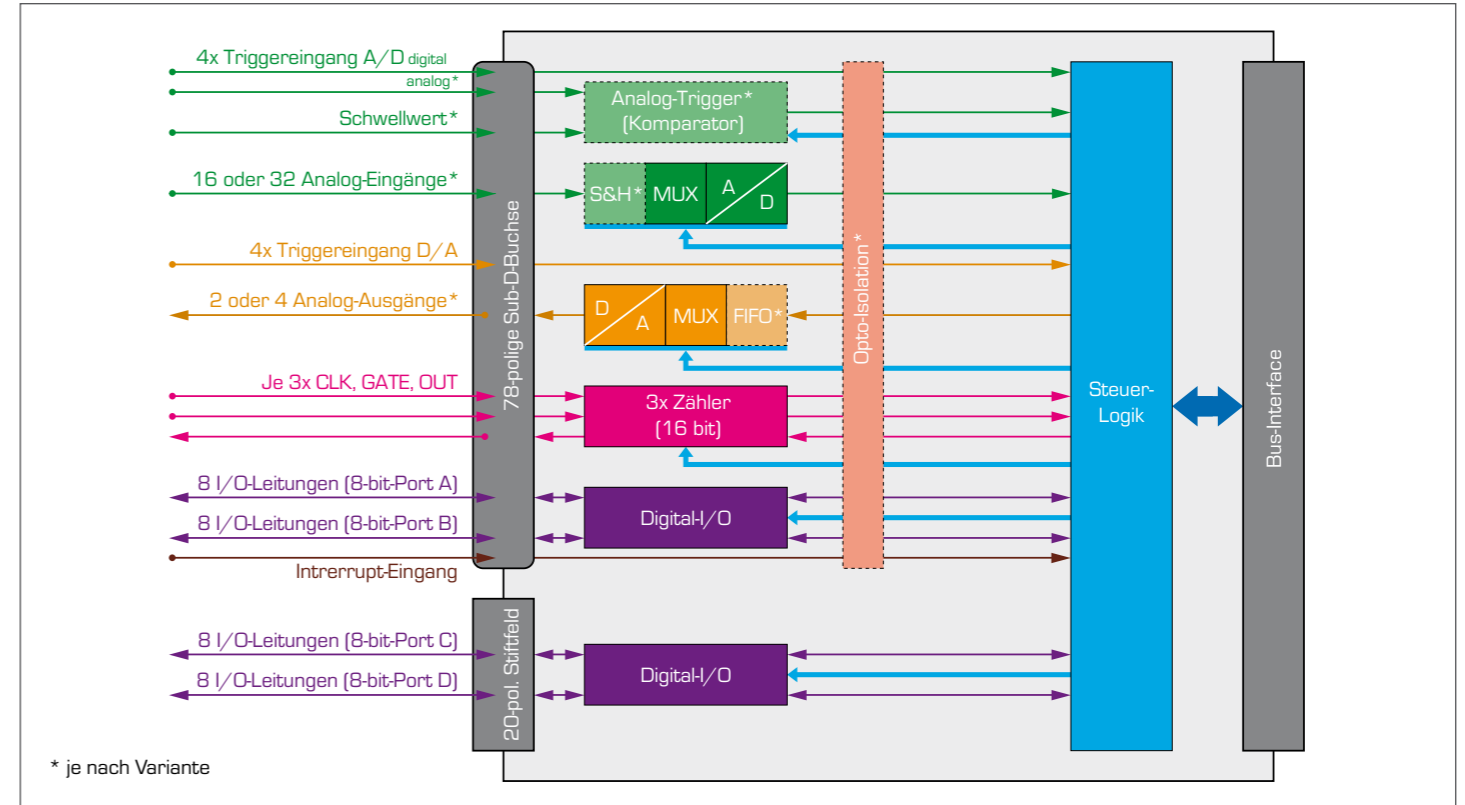 4x Triggereingang A/D digital
analog*
Schwellwert*
16 oder 32 Analog-Eingänge*
4x Triggereingang D/A
2 oder 4 Analog-Ausgänge*
Je 3x CLK, GATE, OUT
8 I/O-Leitungen (8-bit-Port A)
8 I/O-Leitungen (8-bit-Port B)
Intrerrupt-Eingang
8 I/O-Leitungen (8-bit-Port C)
8 I/O-Leitungen (8-bit-Port D)
78-polige Sub-D-Buchse
20-pol. Stiftfeld
Analog-Trigger*
(Komparator)
S&H* MUX A D
D A MUX FIFO*
3x Zähler
(16 bit)
Digital-I/O
Digital-I/O
Opto-Isolation*
Steuer-
Logik
Bus-Interface
* je nach Variante